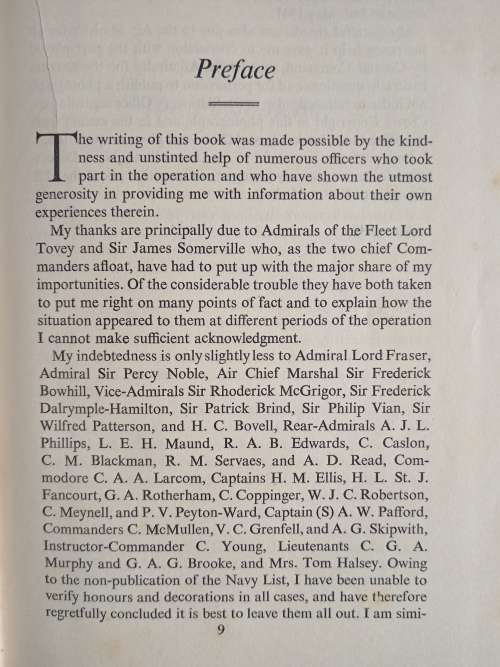 Preface
The writing of this book was made possible by the kind-
ness and unstinted help of numerous officers who took
part in the operation and who have shown the utmost
generosity in providing me with information about their own
experiences therein.
My thanks are principally due to Admirals of the Fleet Lord
Tovey and Sir James Somerville who, as the two chief Com-
manders afloat, have had to put up with the major share of my
importunities. Of the considerable trouble they have both taken
to put me right on many points of fact and to explain how the
situation appeared to them at different periods of the operation
I cannot make sufficient acknowledgment.
My indebtedness is only slightly less to Admiral Lord Fraser,
Admiral Sir Percy Noble, Air Chief Marshal Sir Frederick
Bowhill, Vice-Admirals Sir Rhoderick McGrigor, Sir Frederick
Dalrymple-Hamilton, Sir Patrick Brind, Sir Philip Vian, Sir
Wilfred Patterson, and H. C. Bovell, Rear-Admirals A. J. L.
Phillips, L. E. H. Maund, R. A. B. Edwards, C. Caslon,
C. M. Blackman, R. M. Servaes, and A. D. Read, Com-
modore C. A. A. Larcom, Captains H. M. Ellis, H. L. St. J.
Fancourt, G. A. Rotherham, C. Coppinger, W. J. C. Robertson,
C. Meynell, and P. V. Peyton-Ward, Captain (S) A. W. Pafford,
Commanders C. McMullen, V. C. Grenfell, and A. G. Skipwith,
Instructor-Commander C. Young, Lieutenants C. G. A.
Murphy and G. A. G. Brooke, and Mrs. Tom Halsey. Owing
to the non-publication of the Navy List, I have been unable to
verify honours and decorations in all cases, and have therefore
regretfully concluded it is best to leave them all out. I am simi-
9